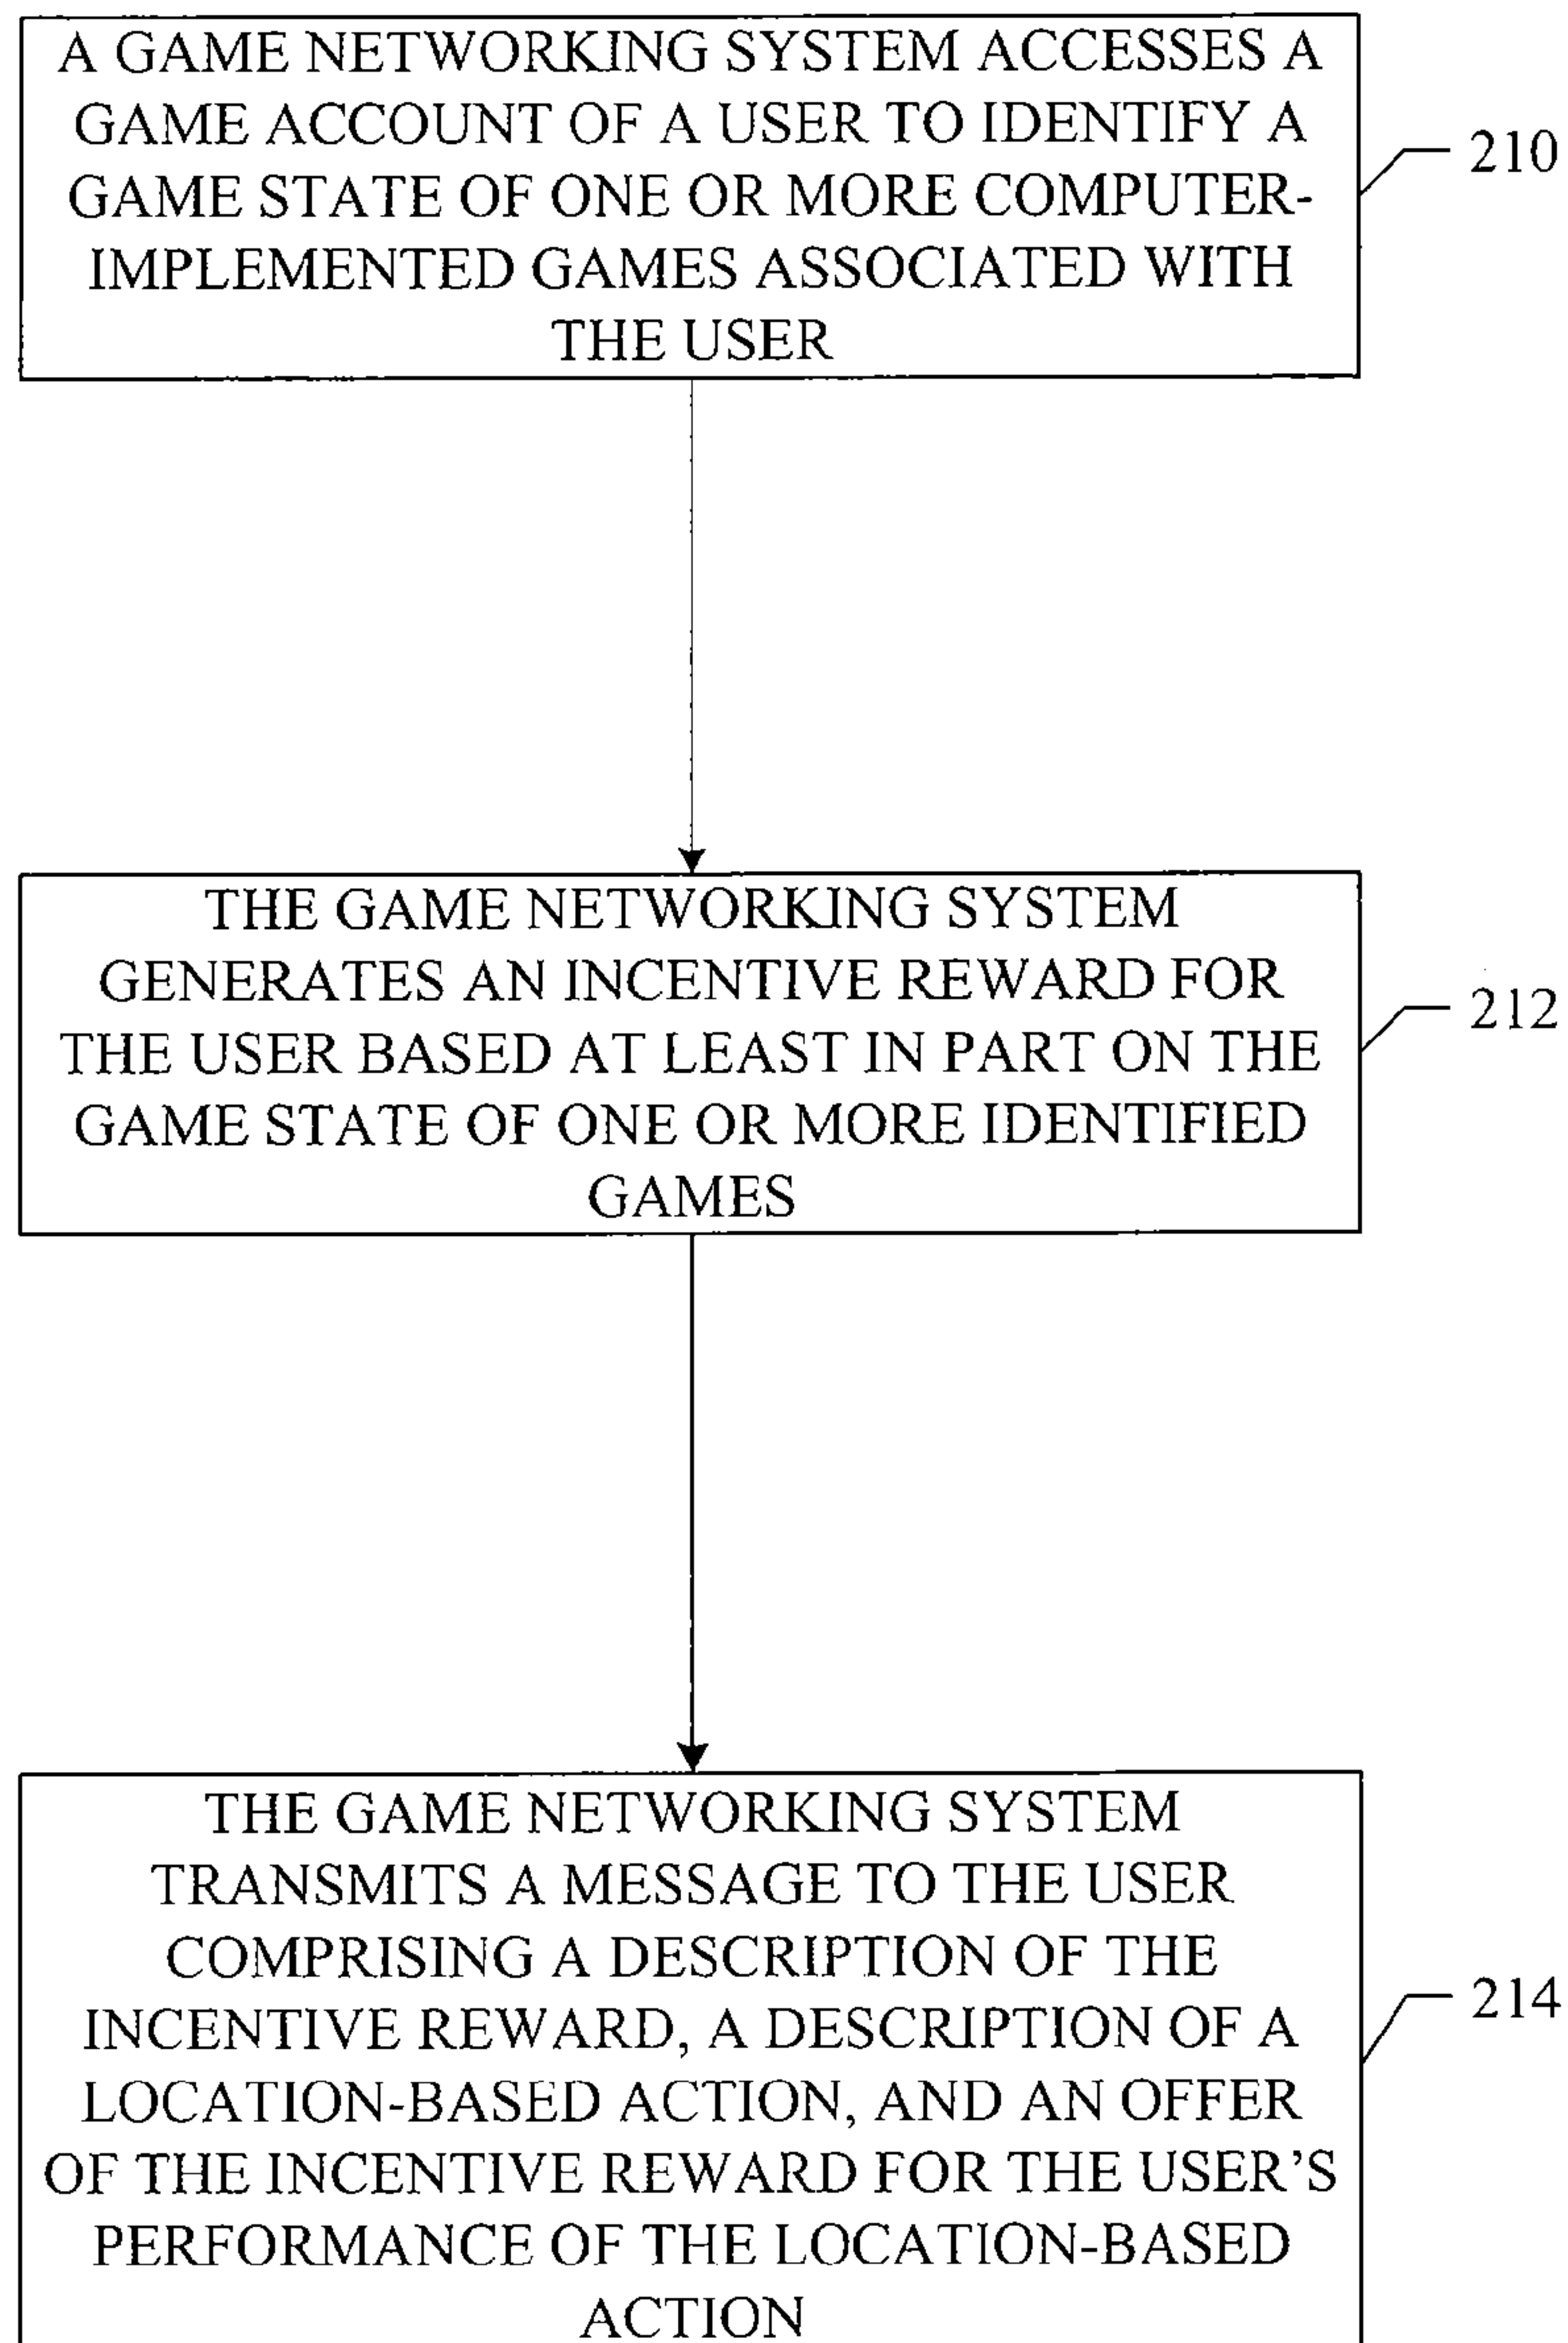 A GAME NETWORKING SYSTEM ACCESSES A
GAME ACCOUNT OF A USER TO IDENTIFY A
GAME STATE OF ONE OR MORE COMPUTER-
IMPLEMENTED GAMES ASSOCIATED WITH
THE USER
210
THE GAME NETWORKING SYSTEM
GENERATES AN INCENTIVE REWARD FOR
THE USER BASED AT LEAST IN PART ON THE
GAME STATE OF ONE OR MORE IDENTIFIED
GAMES
212
THE GAME NETWORKING SYSTEM
TRANSMITS A MESSAGE TO THE USER
COMPRISING A DESCRIPTION OF THE
INCENTIVE REWARD, A DESCRIPTION OF A
LOCATION-BASED ACTION, AND AN OFFER
OF THE INCENTIVE REWARD FOR THE USER’S
PERFORMANCE OF THE LOCATION-BASED
ACTION
214